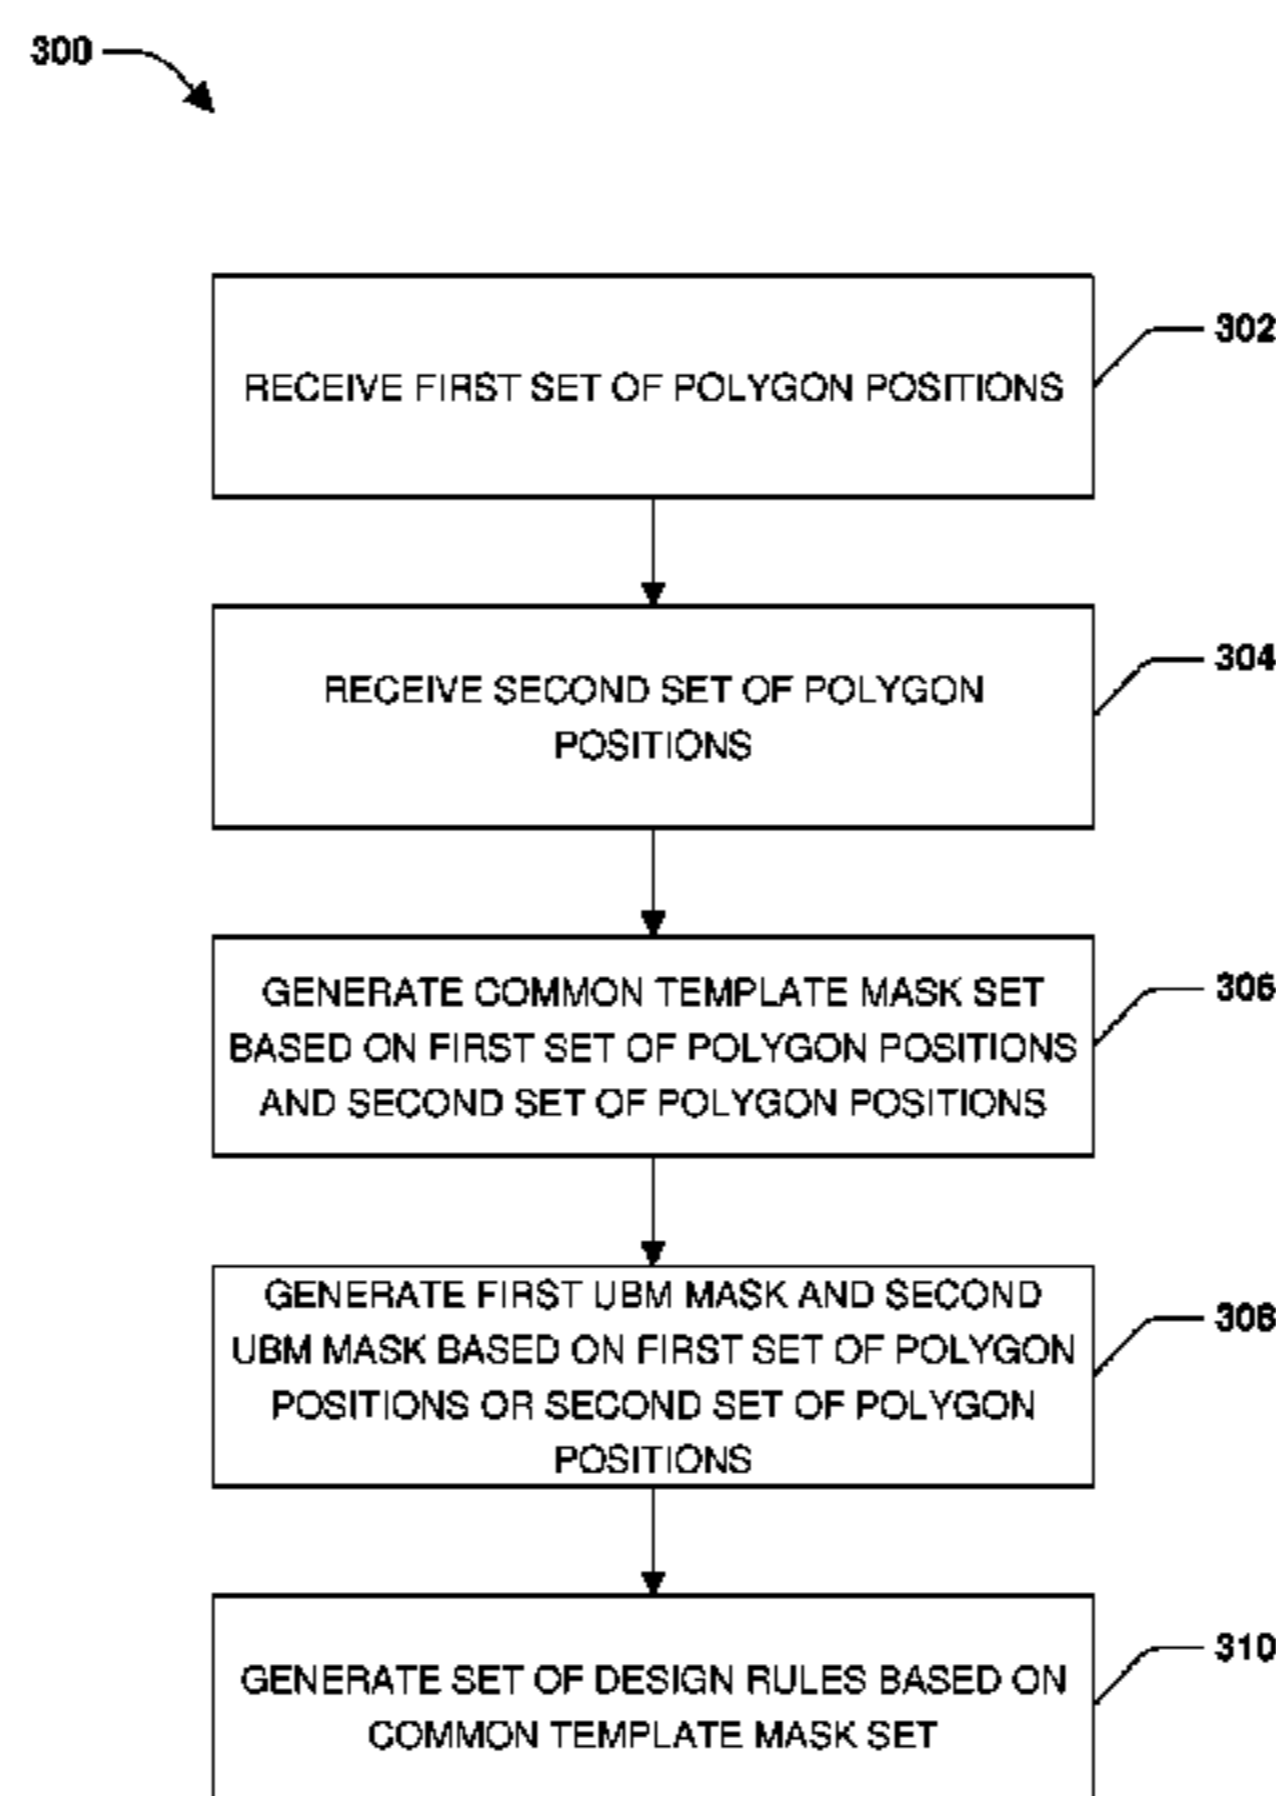 300
RECEIVE FIRST SET OF POLYGON POSITIONS
302
RECEIVE SECOND SET OF POLYGON
POSITIONS
304
GENERATE COMMON TEMPLATE MASK SET
BASED ON FIRST SET OF POLYGON POSITIONS
AND SECOND SET OF POLYGON POSITIONS
306
GENERATE FIRST UBM MASK AND SECOND
UBM MASK BASED ON FIRST SET OF POLYGON
POSITIONS OR SECOND SET OF POLYGON
POSITIONS
308
GENERATE SET OF DESIGN RULES BASED ON
COMMON TEMPLATE MASK SET
310